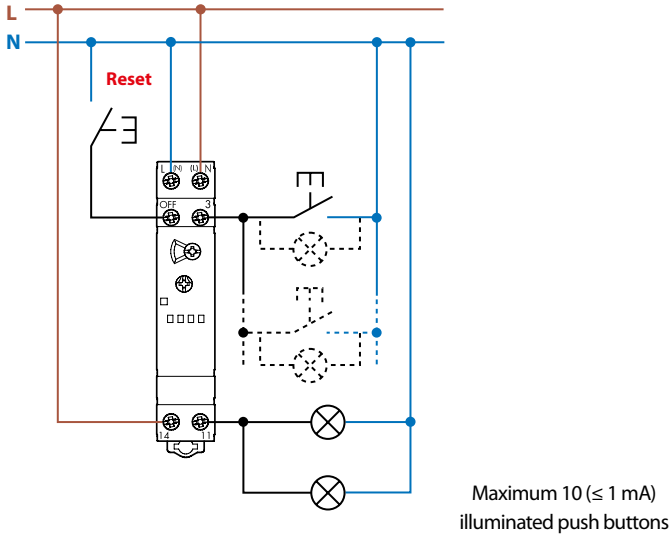 L
N
Reset
L (N) (L) N
OFF 3
14 11
Maximum 10 (≤ 1 mA)
illuminated push buttons